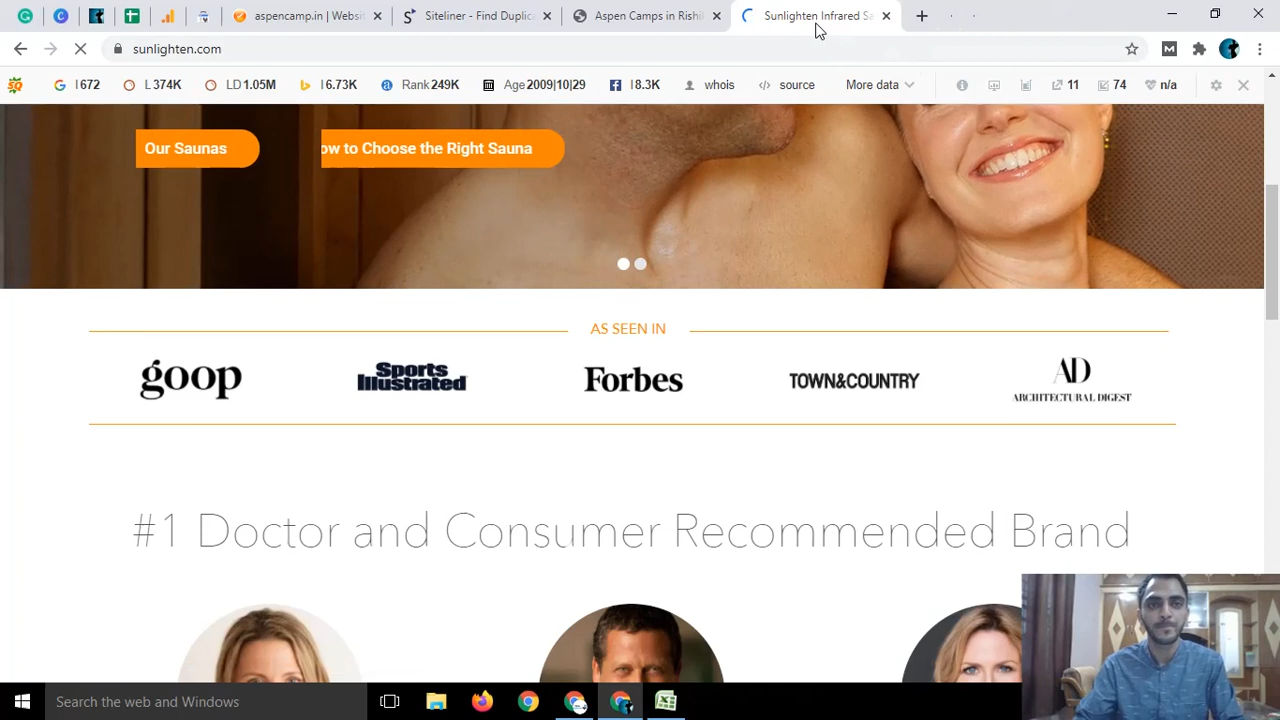 aspencamp.in | Websit
Siteliner - Find Duplic
Aspen Camps in Rishi
Sunlighten Infrared Sa
sunlighten.com
I 672
L 374K
LD 1.05M
I 6.73K
Rank 249K
Age 2009|10|29
I 8.3K
whois
source
More data
11
74
n/a
Our Saunas
ow to Choose the Right Sauna
AS SEEN IN
goop
Sports Illustrated
Forbes
TOWN&COUNTRY
AD
ARCHITECTURAL DIGEST
#1 Doctor and Consumer Recommended Brand
Search the web and Windows